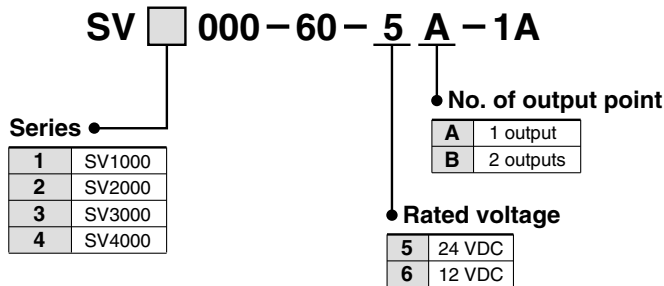 SV 000-60-5 A-1A
No. of output point
A 1 output
B 2 outputs
Series
1 SV1000
2 SV2000
3 SV3000
4 SV4000
Rated voltage
5 24 VDC
6 12 VDC